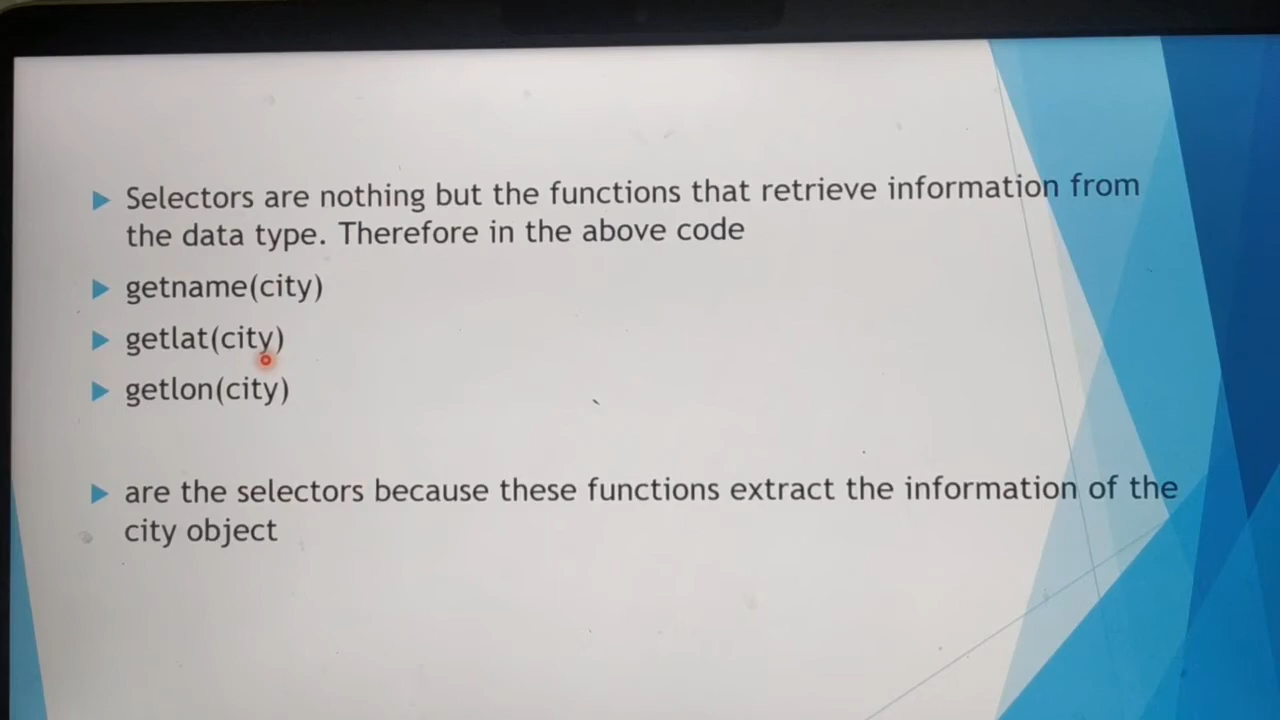 Selectors are nothing but the functions that retrieve information from
the data type. Therefore in the above code
getname(city)
getlat(city)
getlon(city)
are the selectors because these functions extract the information of the
city object